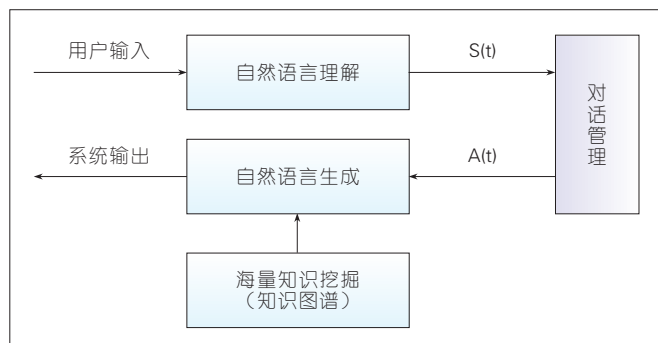 用户输入
自然语言理解
S(t)
对话管理
系统输出
自然语言生成
A(t)
海量知识挖掘
（知识图谱）